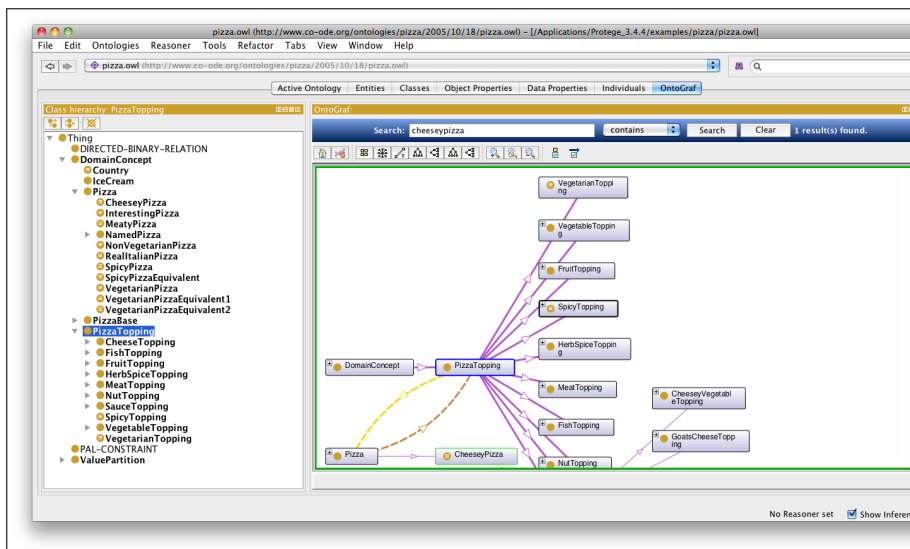 pizza.owl (http://www.co-ode.org/ontologies/pizza/2005/10/18/pizza.owl) – [/Applications/Protege_3.4.4/examples/pizza/pizza.owl]
File Edit Ontologies Reasoner Tools Refactor Tabs View Window Help
pizza.owl (http://www.co-ode.org/ontologies/pizza/2005/10/18/pizza.owl)
Active Ontology Entities Classes Object Properties Data Properties Individuals OntoGraf
Class hierarchy: PizzaTopping
Thing
DIRECTED-BINARY-RELATION
DomainConcept
Country
IceCream
Pizza
CheeseyPizza
InterestingPizza
MeatyPizza
NamedPizza
NonVegetarianPizza
RealItalianPizza
SpicyPizza
SpicyPizzaEquivalent
VegetarianPizza
VegetarianPizzaEquivalent1
VegetarianPizzaEquivalent2
PizzaBase
PizzaTopping
CheeseTopping
FishTopping
FruitTopping
HerbSpiceTopping
MeatTopping
NutTopping
SauceTopping
SpicyTopping
VegetableTopping
VegetarianTopping
PAL-CONSTRAINT
ValuePartition
OntoGraf:
Search: cheeseypizza contains Search Clear 1 result(s) found.
VegetarianToppi
ng
VegetableToppin
g
FruitTopping
SpicyTopping
HerbSpiceToppin
g
DomainConcept
PizzaTopping
MeatTopping
CheeseyVegetabl
eTopping
FishTopping
GoatsCheeseTopp
ing
Pizza
CheeseyPizza
NutTopping
No Reasoner set Show Inferen